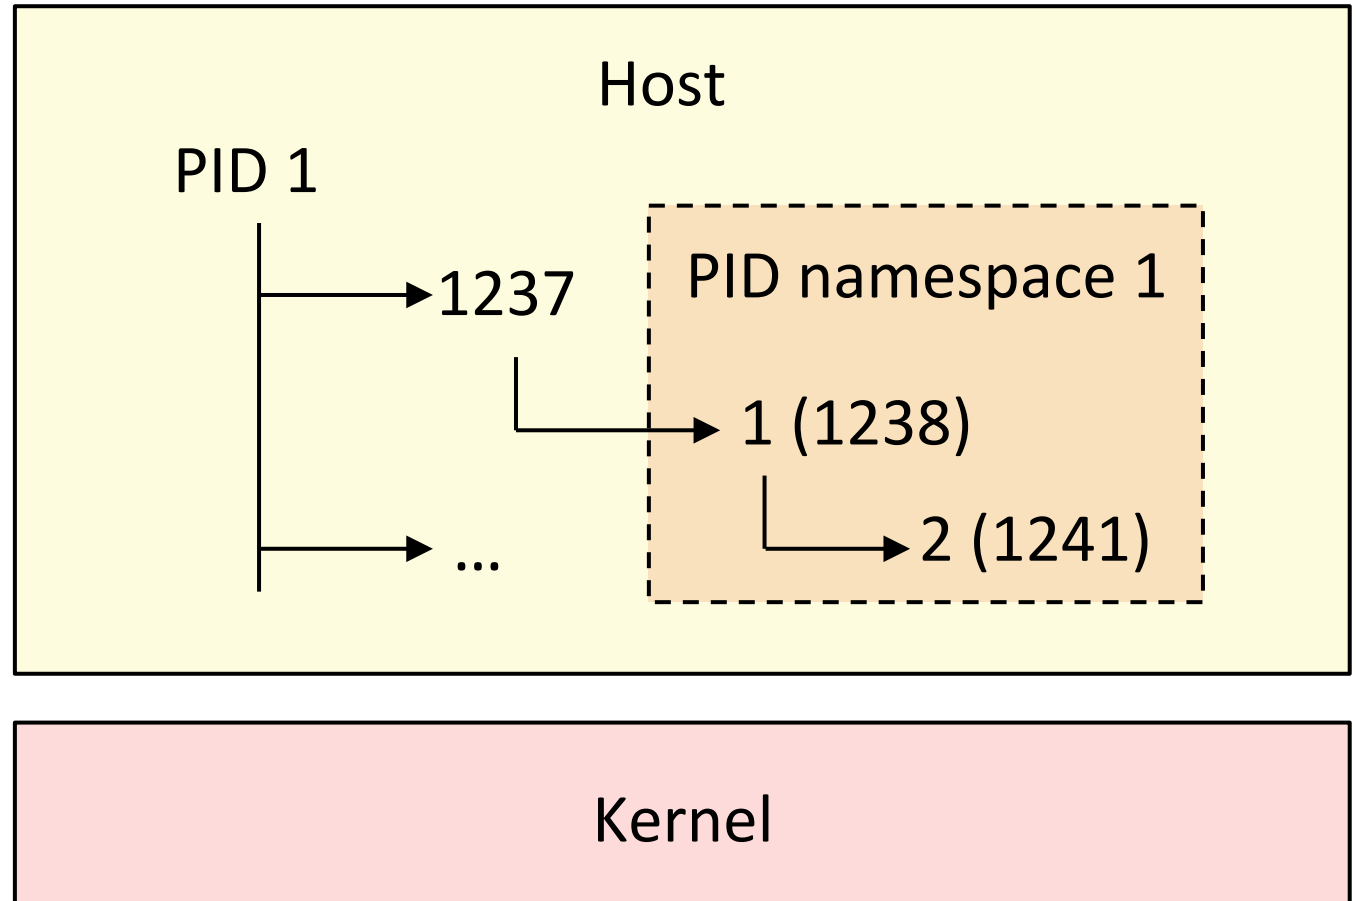 Host
PID 1
1237
PID namespace 1
1 (1238)
2 (1241)
...
Kernel